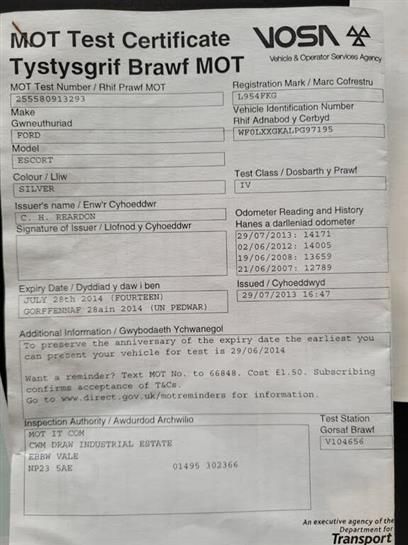 MOT Test Certificate
Tystysgrif Brawf MOT
VOSA
Vehicle & Operator Services Agency
MOT Test Number / Rhif Prawf MOT
255580913293
Registration Mark / Marc Cofrestru
L954FKG
Make
Gwneuthuriad
FORD
Vehicle Identification Number
Rhif Adnabod y Cerbyd
WF0LXXGKALPG97195
Model
ESCORT
Colour / Lliw
SILVER
Test Class / Dosbarth y Prawf
IV
Issuer's name / Enw'r Cyhoeddwr
C. H. REARDON
Signature of Issuer / Llofnod y Cyhoeddwr
Odometer Reading and History
Hanes a darlleniad odometer
29/07/2013: 14171
02/06/2012: 14005
19/06/2008: 13659
21/06/2007: 12789
Expiry Date / Dyddiad y daw i ben
JULY 28th 2014 (FOURTEEN)
GORFFENNAF 28ain 2014 (UN PEDWAR)
Issued / Cyhoeddwyd
29/07/2013 16:47
Additional Information / Gwybodaeth Ychwanegol
To preserve the anniversary of the expiry date the earliest you
can present your vehicle for test is 29/06/2014
Want a reminder? Text MOT No. to 66848. Cost £1.50. Subscribing
confirms acceptance of T&Cs.
Go to www.direct.gov.uk/motreminders for information.
Inspection Authority / Awdurdod Archwilio
MOT IT COM
CWM DRAW INDUSTRIAL ESTATE
EBBW VALE
NP23 5AE 01495 302366
Test Station
Gorsaf Brawf
V104656
An executive agency of the
Department for
Transport